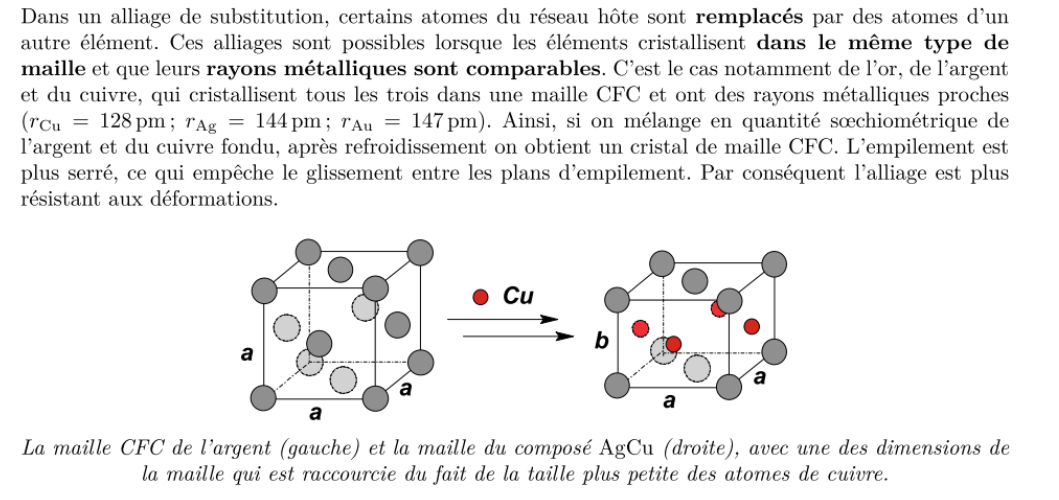 Dans un alliage de substitution, certains atomes du réseau hôte sont remplacés par des atomes d'un
autre élément. Ces alliages sont possibles lorsque les éléments cristallisent dans le même type de
maille et que leurs rayons métalliques sont comparables. C'est le cas notamment de l'or, de l'argent
et du cuivre, qui cristallisent tous les trois dans une maille CFC et ont des rayons métalliques proches
(rCu = 128 pm ; rAg = 144 pm ; rAu = 147 pm). Ainsi, si on mélange en quantité sœchiométrique de
l'argent et du cuivre fondu, après refroidissement on obtient un cristal de maille CFC. L'empilement est
plus serré, ce qui empêche le glissement entre les plans d'empilement. Par conséquent l'alliage est plus
résistant aux déformations.
Cu
a
a
a
b
a
a
La maille CFC de l'argent (gauche) et la maille du composé AgCu (droite), avec une des dimensions de
la maille qui est raccourcie du fait de la taille plus petite des atomes de cuivre.